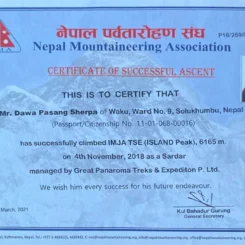 नेपाल पर्वतारोहण संघ
Nepal Mountaineering Association
CERTIFICATE OF SUCCESSFUL ASCENT
THIS IS TO CERTIFY THAT
Mr. Dawa Pasang Sherpa of Waku, Ward No. 9, Solukhumbu, Nepal
(Passport/Citizenship No. 11-01-068-00016)
has successfully climbed IMJA TSE (ISLAND Peak), 6165 m.
on 4th November, 2018 as a Sardar
managed by Great Panaroma Treks & Expediton P. Ltd.
We wish him every success for his future endeavour.
March, 2021
Kul Bahadur Gurung
General Secretary